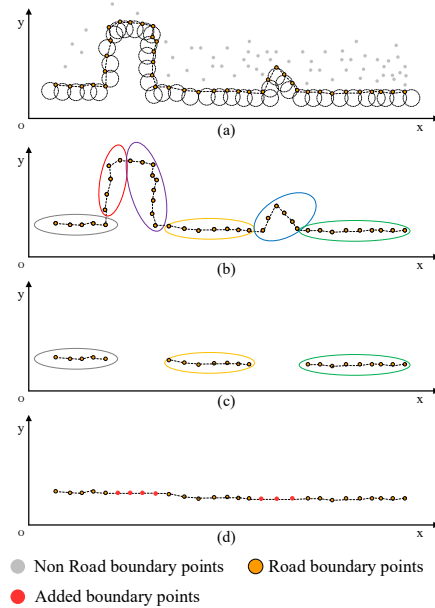 y
O
(a)
x
y
O
(b)
x
y
O
(c)
x
y
O
(d)
x
Non Road boundary points
Road boundary points
Added boundary points